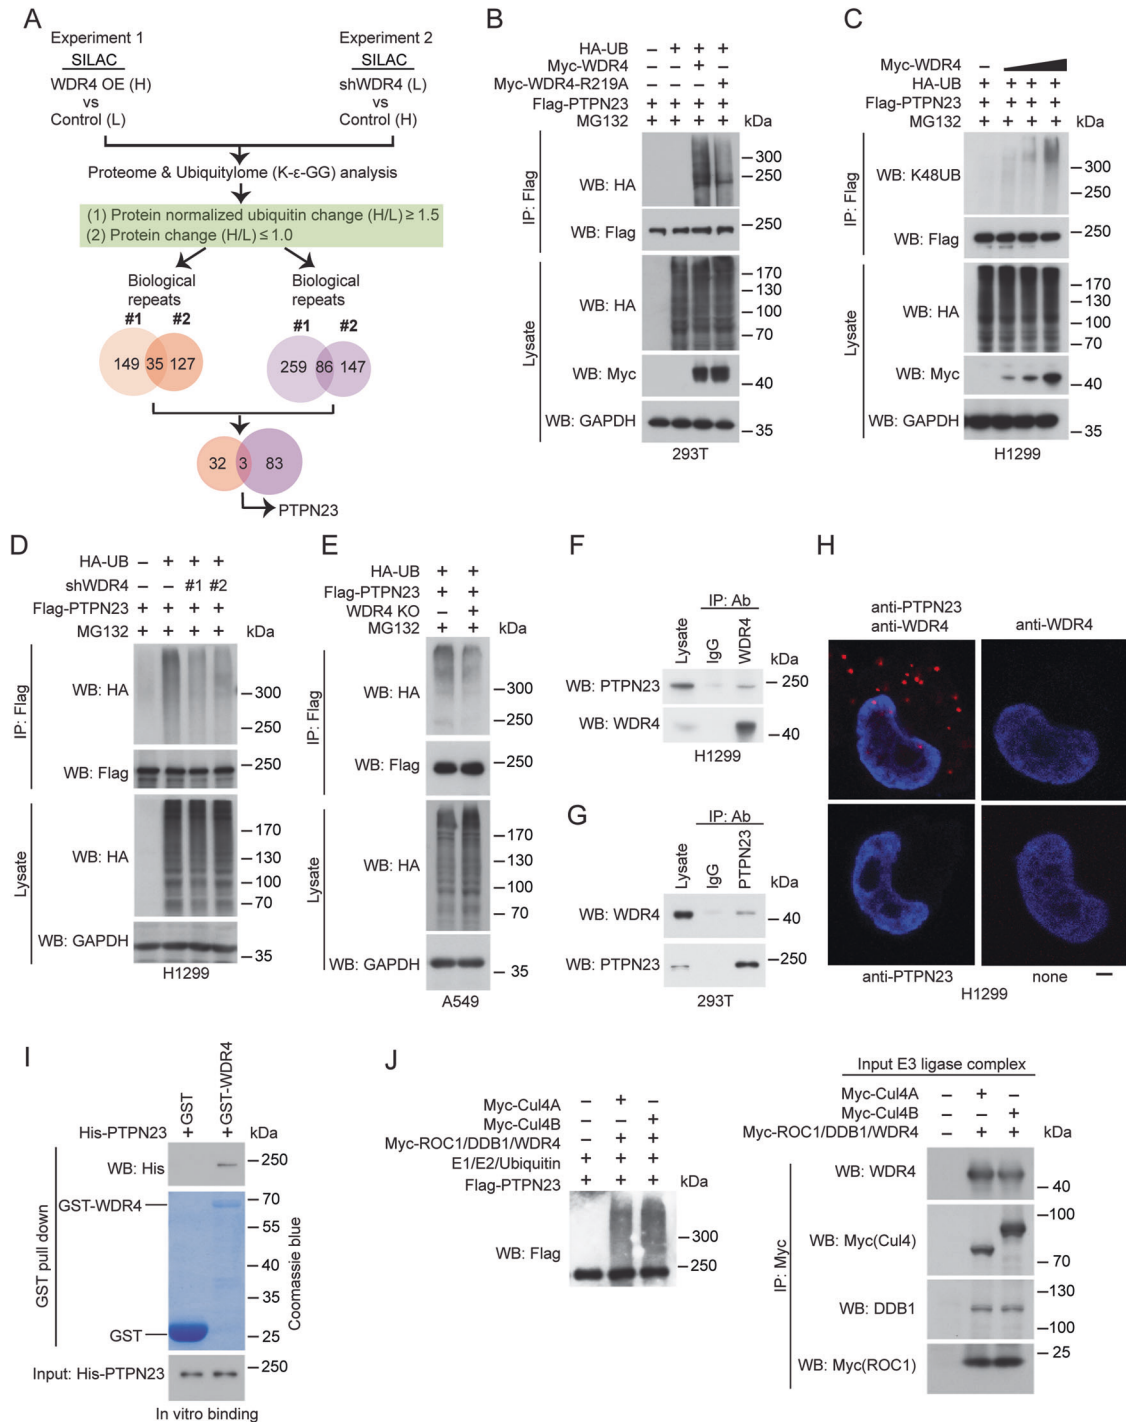 A
Experiment 1
SILAC
WDR4 OE (H)
vs
Control (L)
Experiment 2
SILAC
shWDR4 (L)
vs
Control (H)
Proteome & Ubiquitylome (K-ε-GG) analysis
(1) Protein normalized ubiquitin change (H/L) ≥ 1.5
(2) Protein change (H/L) ≤ 1.0
Biological repeats
#1 #2
149 35 127
Biological repeats
#1 #2
259 86 147
32 3 83
PTPN23
B
HA-UB – + + +
Myc-WDR4 – – + –
Myc-WDR4-R219A – – – +
Flag-PTPN23 + + + +
MG132 + + + + kDa
IP: Flag
WB: HA
–300
–250
WB: Flag
–250
Lysate
WB: HA
–170
–130
–100
–70
WB: Myc
–40
WB: GAPDH
–35
293T
C
Myc-WDR4 –
HA-UB + + + +
Flag-PTPN23 + + + +
MG132 + + + + kDa
IP: Flag
WB: K48UB
–300
–250
WB: Flag
–250
Lysate
WB: HA
–170
–130
–100
–70
WB: Myc
–40
WB: GAPDH
–35
H1299
D
HA-UB – + + +
shWDR4 – – #1 #2
Flag-PTPN23 + + + +
MG132 + + + + kDa
IP: Flag
WB: HA
–300
–250
WB: Flag
–250
Lysate
WB: HA
–170
–130
–100
–70
WB: GAPDH
–35
H1299
E
HA-UB + +
Flag-PTPN23 + +
WDR4 KO – +
MG132 + + kDa
IP: Flag
WB: HA
–300
–250
WB: Flag
–250
Lysate
WB: HA
–170
–130
–100
–70
WB: GAPDH
–35
A549
F
IP: Ab
Lysate IgG WDR4
kDa
WB: PTPN23
–250
WB: WDR4
–40
H1299
G
IP: Ab
Lysate IgG PTPN23
kDa
WB: WDR4
–40
WB: PTPN23
–250
293T
H
anti-PTPN23
anti-WDR4
anti-WDR4
anti-PTPN23
none
H1299
I
GST GST-WDR4
His-PTPN23 + + kDa
GST pull down
WB: His
–250
GST-WDR4
–70
–55
–40
–35
–25
GST
Coomassie blue
Input: His-PTPN23
–250
In vitro binding
J
Myc-Cul4A – + –
Myc-Cul4B – – +
Myc-ROC1/DDB1/WDR4 – + +
E1/E2/Ubiquitin + + +
Flag-PTPN23 + + + kDa
WB: Flag
–300
–250
Input E3 ligase complex
Myc-Cul4A – + –
Myc-Cul4B – – +
Myc-ROC1/DDB1/WDR4 – + + kDa
IP: Myc
WB: WDR4
–40
WB: Myc(Cul4)
–100
–70
WB: DDB1
–130
–100
WB: Myc(ROC1)
–25